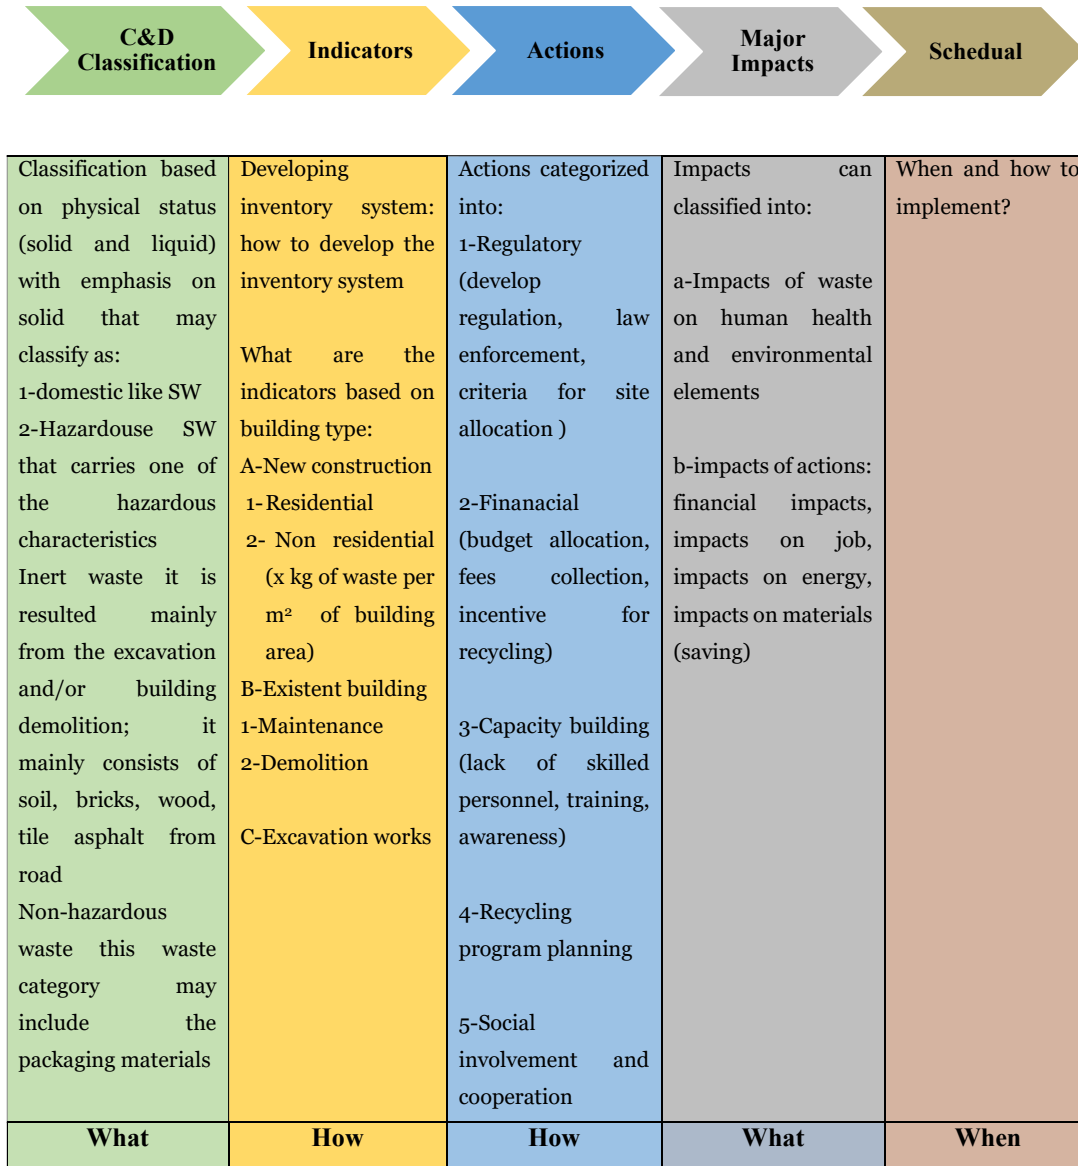 C&D
Classification
Indicators
Actions
Major
Impacts
Schedual
Classification based
on physical status
(solid and liquid)
with emphasis on
solid that may
classify as:
1-domestic like SW
2-Hazardouse SW
that carries one of
the hazardous
characteristics
Inert waste it is
resulted mainly
from the excavation
and/or building
demolition; it
mainly consists of
soil, bricks, wood,
tile asphalt from
road
Non-hazardous
waste this waste
category may
include the
packaging materials
What
Developing
inventory system:
how to develop the
inventory system
What are the
indicators based on
building type:
A-New construction
1- Residential
2- Non residential
(x kg of waste per
m² of building
area)
B-Existent building
1-Maintenance
2-Demolition
C-Excavation works
How
Actions categorized
into:
1-Regulatory
(develop
regulation, law
enforcement,
criteria for site
allocation )
2-Finanacial
(budget allocation,
fees collection,
incentive for
recycling)
3-Capacity building
(lack of skilled
personnel, training,
awareness)
4-Recycling
program planning
5-Social
involvement and
cooperation
How
Impacts can
classified into:
a-Impacts of waste
on human health
and environmental
elements
b-impacts of actions:
financial impacts,
impacts on job,
impacts on energy,
impacts on materials
(saving)
What
When and how to
implement?
When